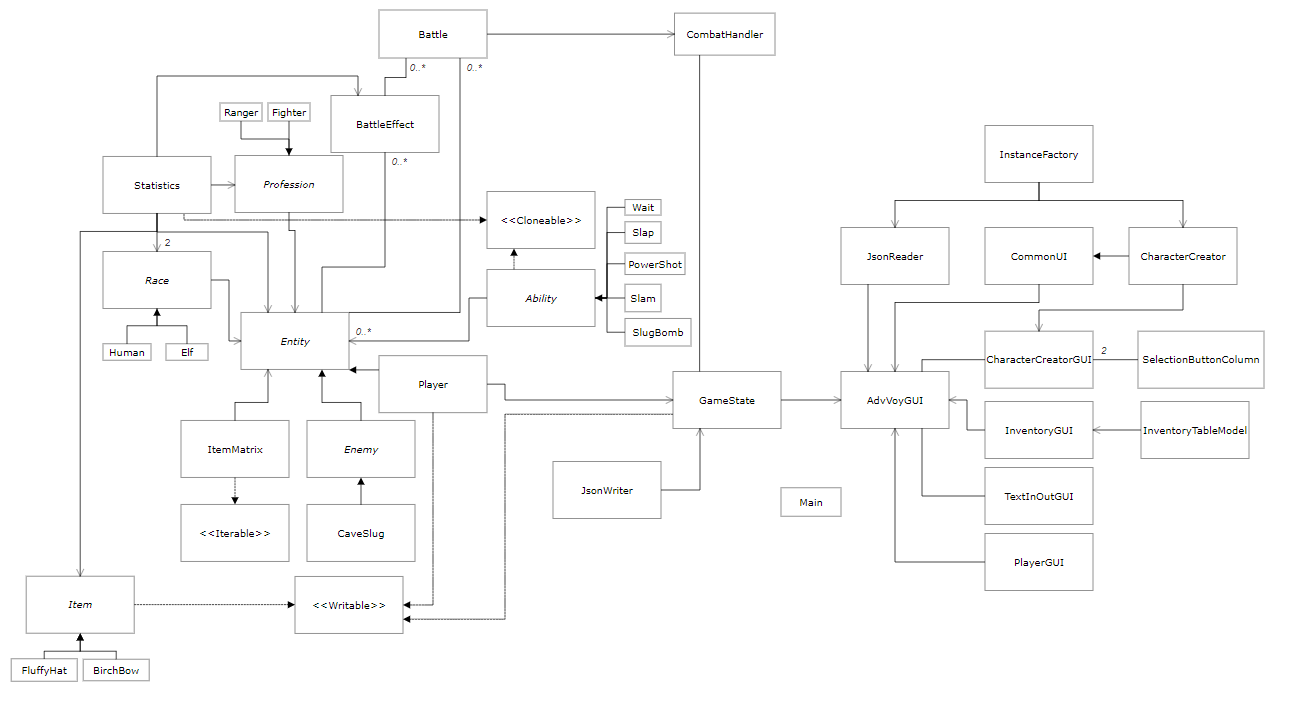 Battle
CombatHandler
0..*
0..*
Ranger
Fighter
BattleEffect
InstanceFactory
0..*
Statistics
Profession
<<Cloneable>>
Wait
Slap
2
JsonReader
CommonUI
CharacterCreator
PowerShot
Race
Ability
Slam
0..*
SlugBomb
Entity
Human
Elf
2
CharacterCreatorGUI
SelectionButtonColumn
Player
GameState
AdvVoyGUI
InventoryGUI
InventoryTableModel
ItemMatrix
Enemy
JsonWriter
Main
TextInOutGUI
<<Iterable>>
CaveSlug
PlayerGUI
Item
<<Writable>>
FluffyHat
BirchBow